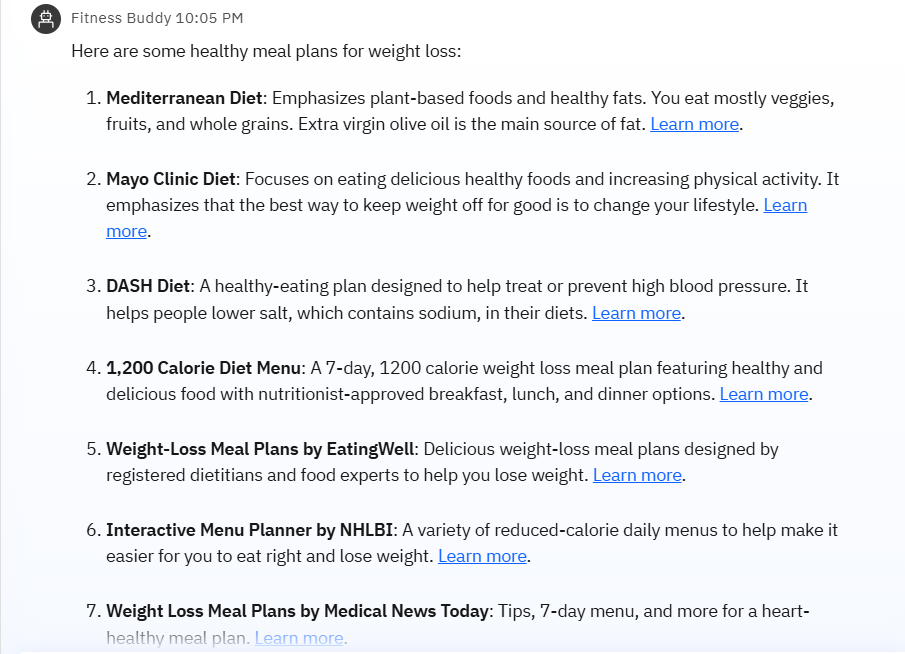 Fitness Buddy 10:05 PM
Here are some healthy meal plans for weight loss:
1. Mediterranean Diet: Emphasizes plant-based foods and healthy fats. You eat mostly veggies,
fruits, and whole grains. Extra virgin olive oil is the main source of fat. Learn more.
2. Mayo Clinic Diet: Focuses on eating delicious healthy foods and increasing physical activity. It
emphasizes that the best way to keep weight off for good is to change your lifestyle. Learn
more.
3. DASH Diet: A healthy-eating plan designed to help treat or prevent high blood pressure. It
helps people lower salt, which contains sodium, in their diets. Learn more.
4. 1,200 Calorie Diet Menu: A 7-day, 1200 calorie weight loss meal plan featuring healthy and
delicious food with nutritionist-approved breakfast, lunch, and dinner options. Learn more.
5. Weight-Loss Meal Plans by EatingWell: Delicious weight-loss meal plans designed by
registered dietitians and food experts to help you lose weight. Learn more.
6. Interactive Menu Planner by NHLBI: A variety of reduced-calorie daily menus to help make it
easier for you to eat right and lose weight. Learn more.
7. Weight Loss Meal Plans by Medical News Today: Tips, 7-day menu, and more for a heart-
healthy meal plan. Learn more.